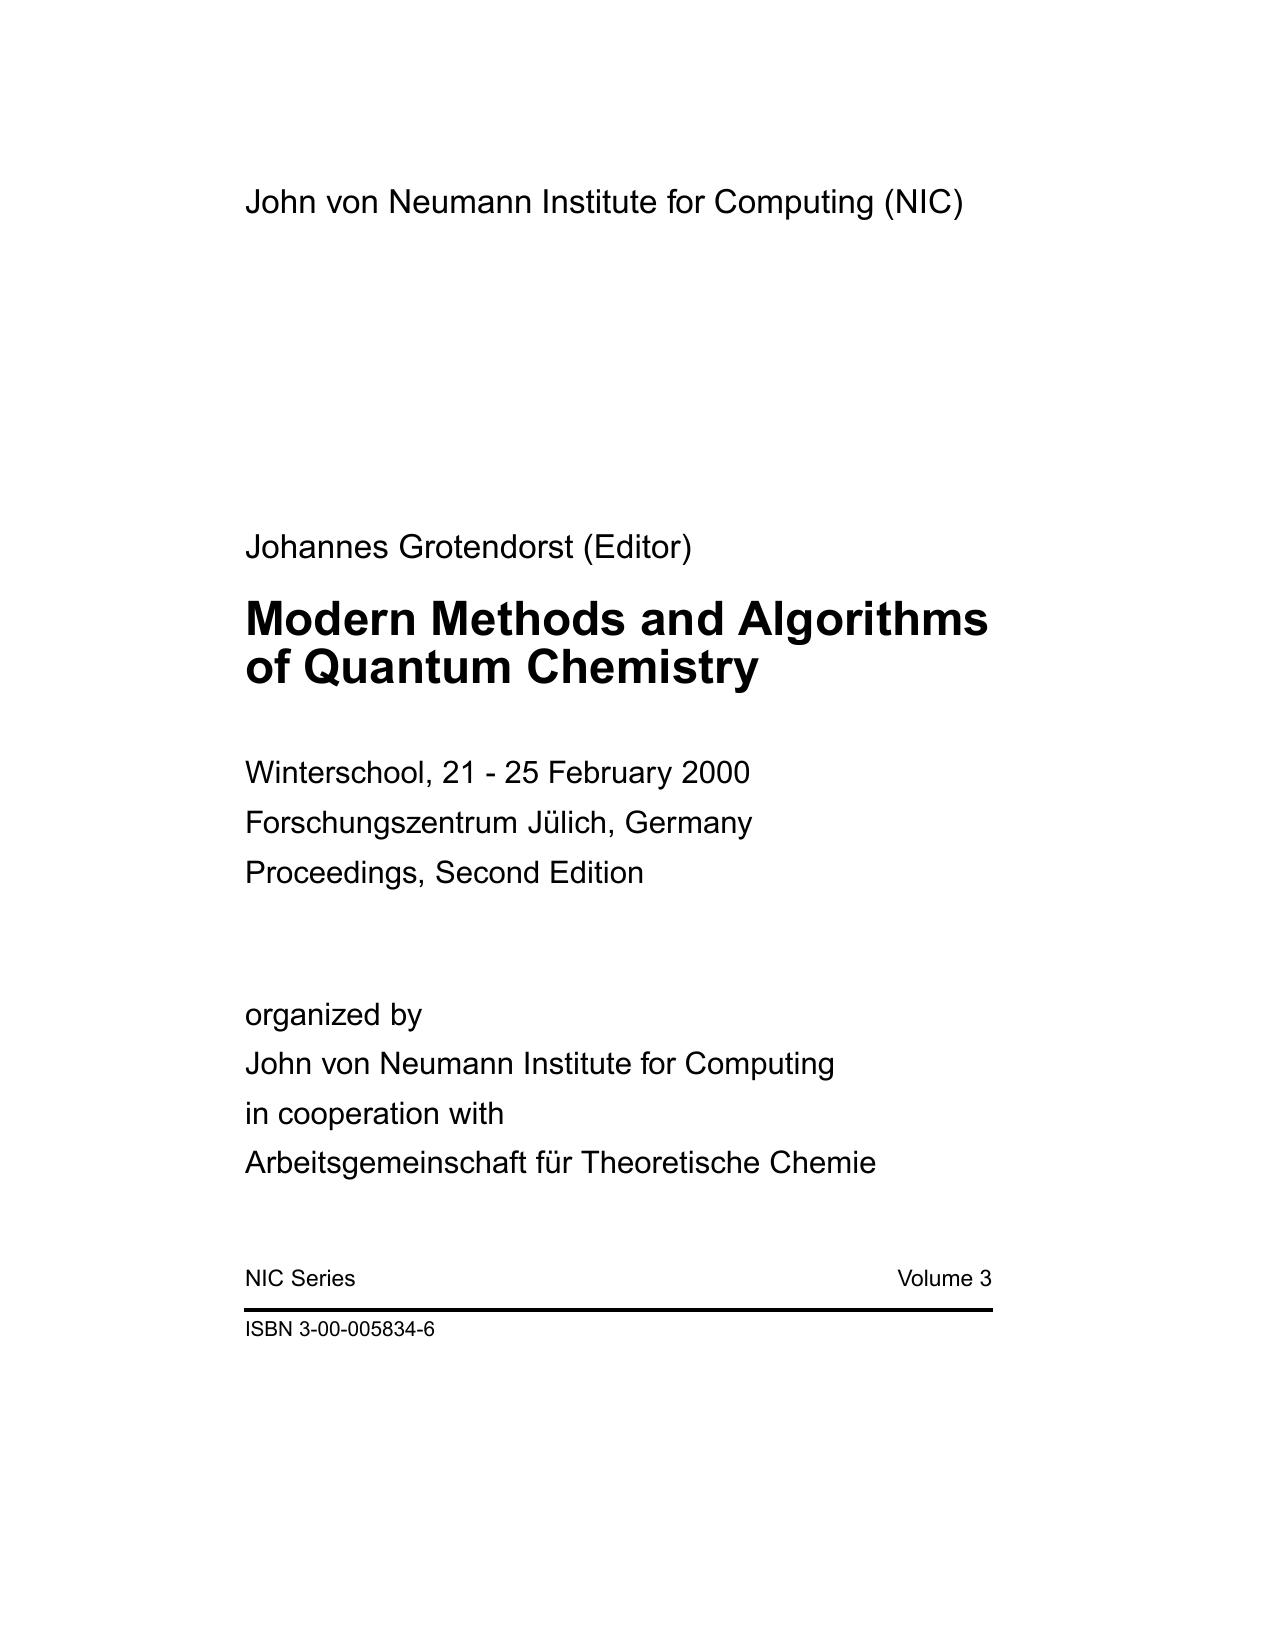 John von Neumann Institute for Computing (NIC)
Johannes Grotendorst (Editor)
Modern Methods and Algorithms
of Quantum Chemistry
Winterschool, 21 - 25 February 2000
Forschungszentrum Jülich, Germany
Proceedings, Second Edition
organized by
John von Neumann Institute for Computing
in cooperation with
Arbeitsgemeinschaft für Theoretische Chemie
NIC Series Volume 3
ISBN 3-00-005834-6